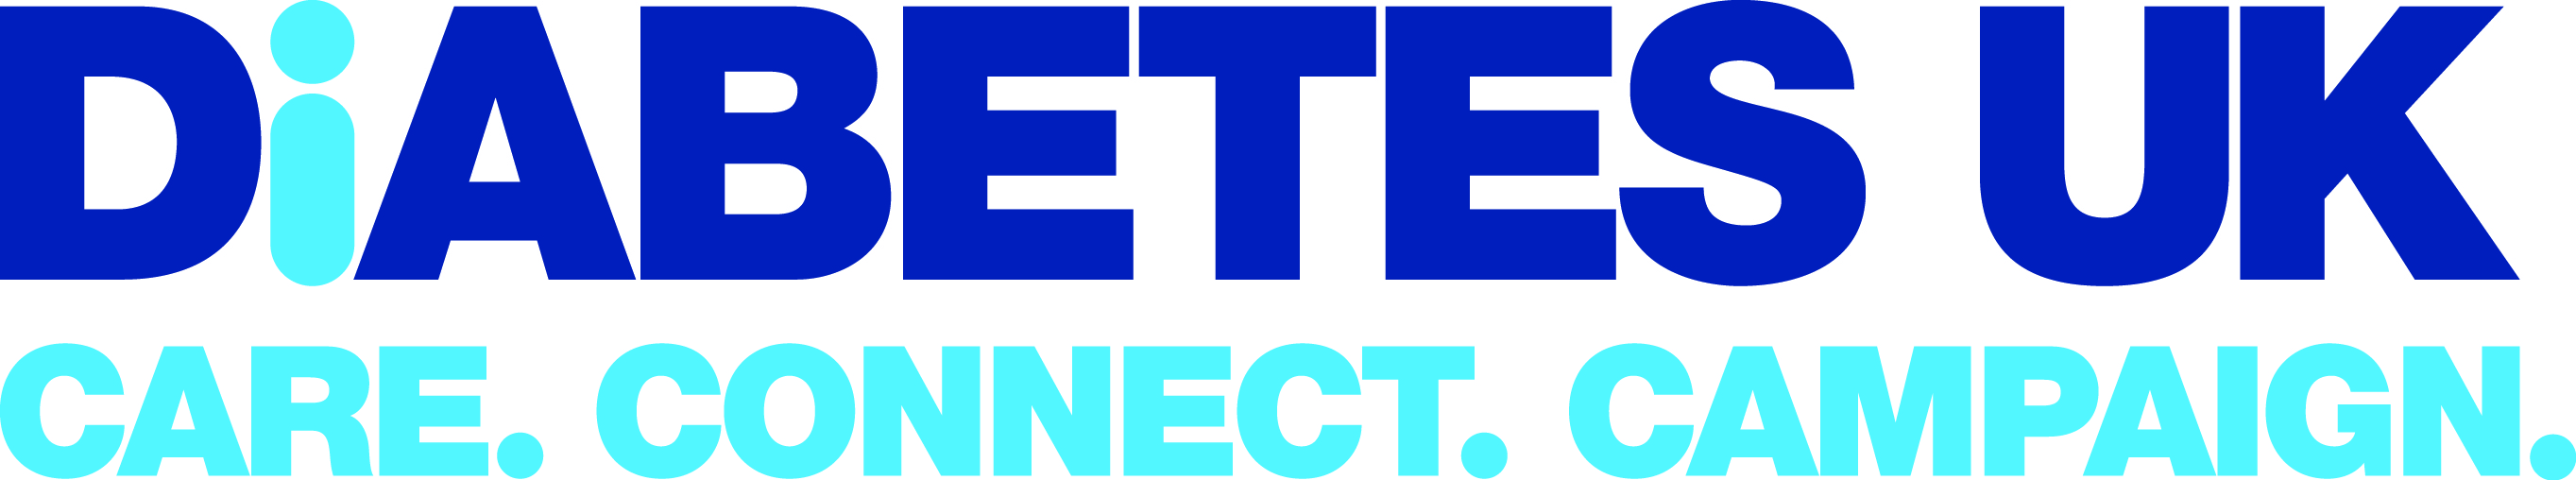 DiABETES UK
CARE. CONNECT. CAMPAIGN.